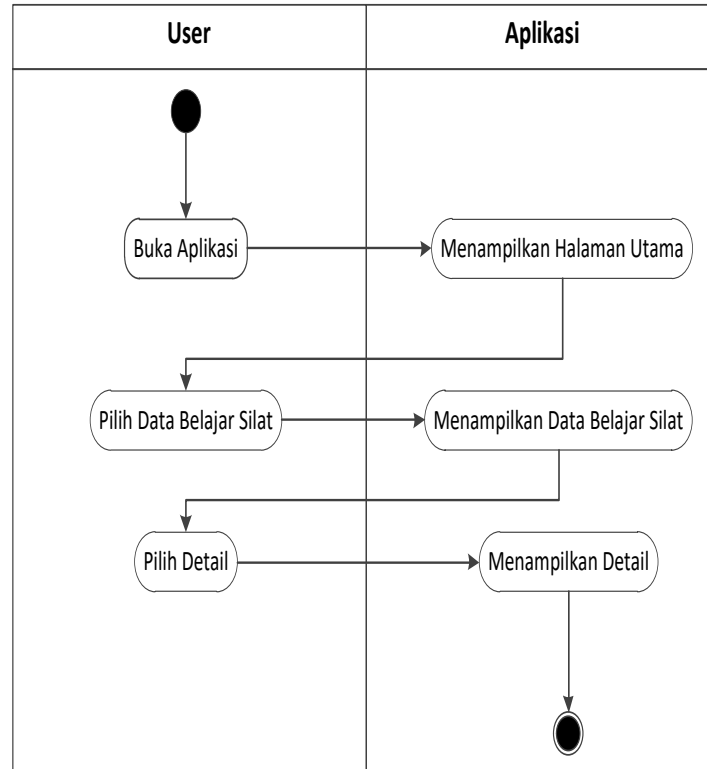 User
Aplikasi
Buka Aplikasi
Menampilkan Halaman Utama
Pilih Data Belajar Silat
Menampilkan Data Belajar Silat
Pilih Detail
Menampilkan Detail